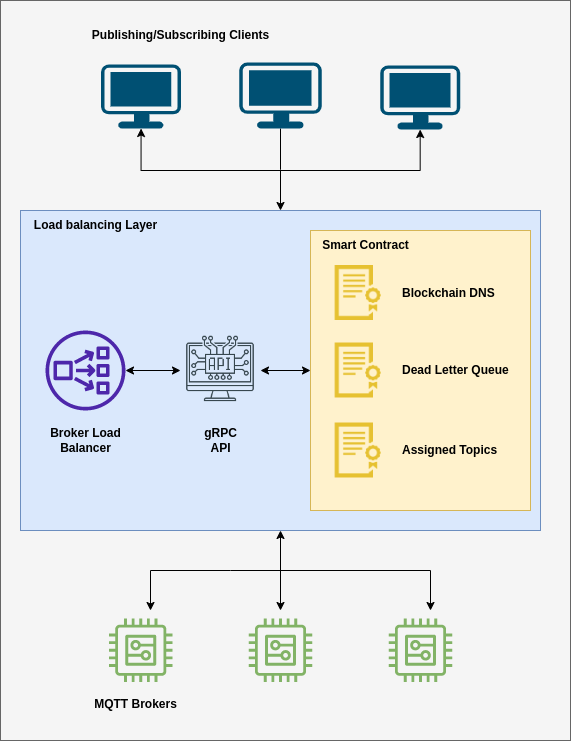 Publishing/Subscribing Clients
Load balancing Layer
Smart Contract
Blockchain DNS
Dead Letter Queue
API
Broker Load
Balancer
gRPC
API
Assigned Topics
MQTT Brokers